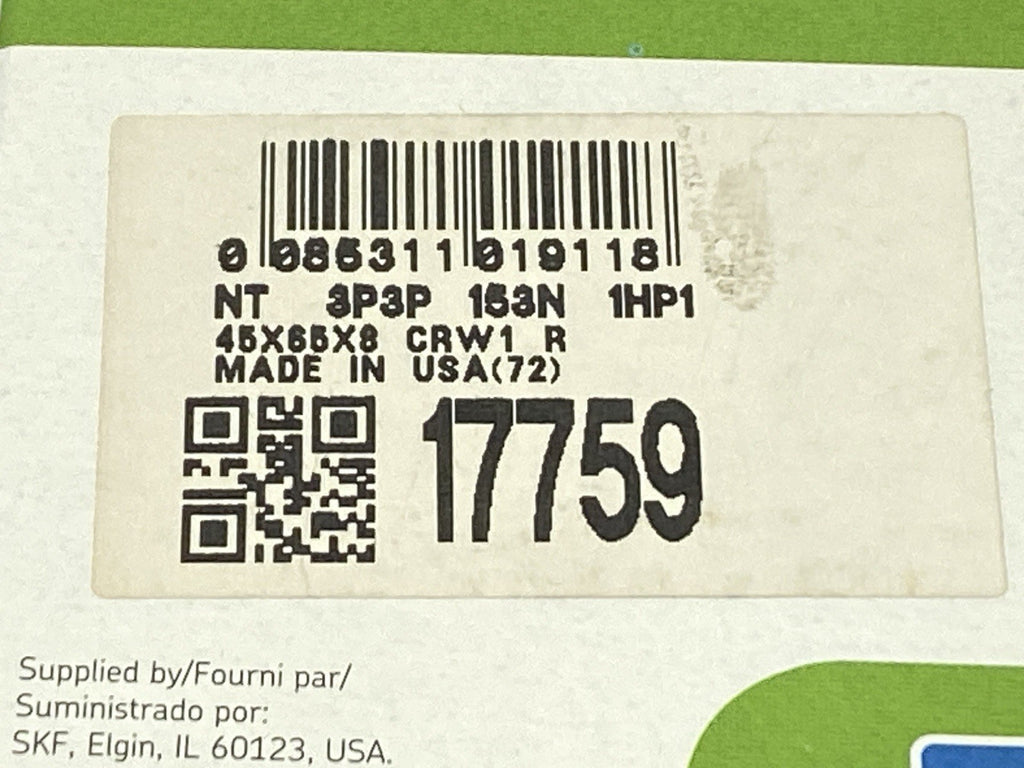 0 085311 019118
NT 3P3P 153N 1HP1
45X65X8 CRW1 R
MADE IN USA(72)
17759
Supplied by/Fourni par/
Suministrado por:
SKF, Elgin, IL 60123, USA.